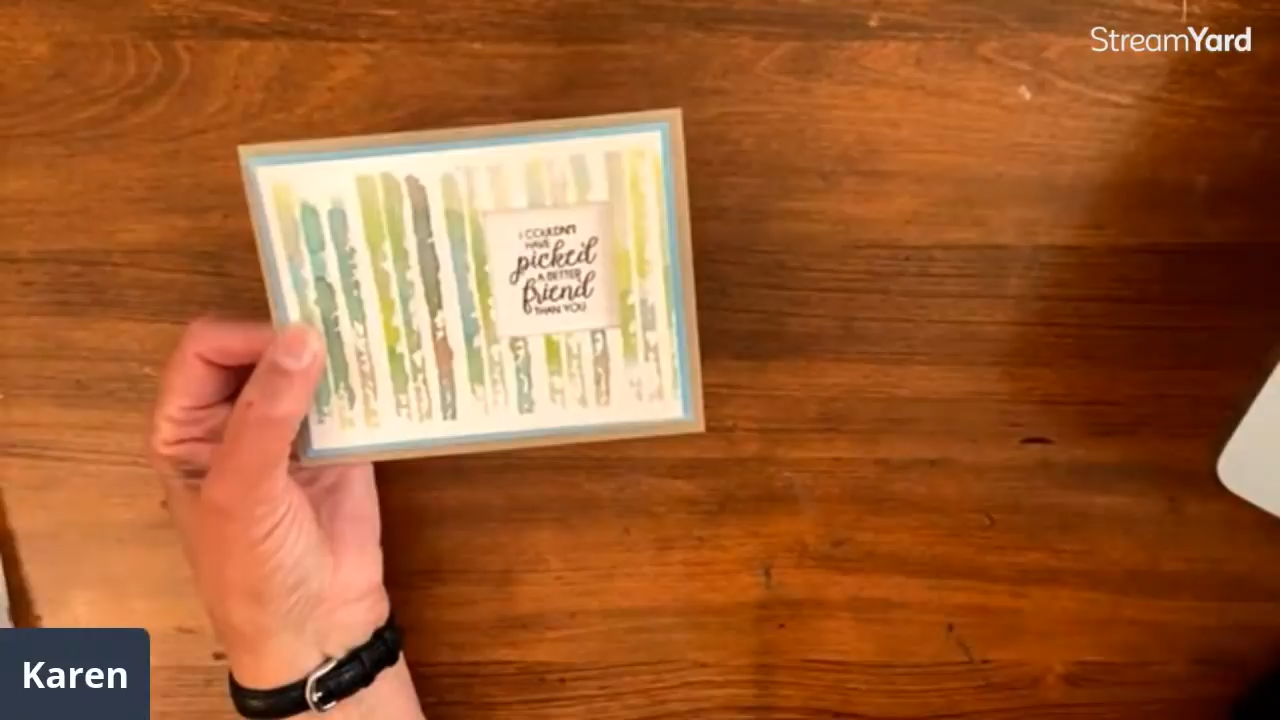 StreamYard
I COULDN'T
HAVE
picked
A BETTER
friend
THAN YOU
Karen